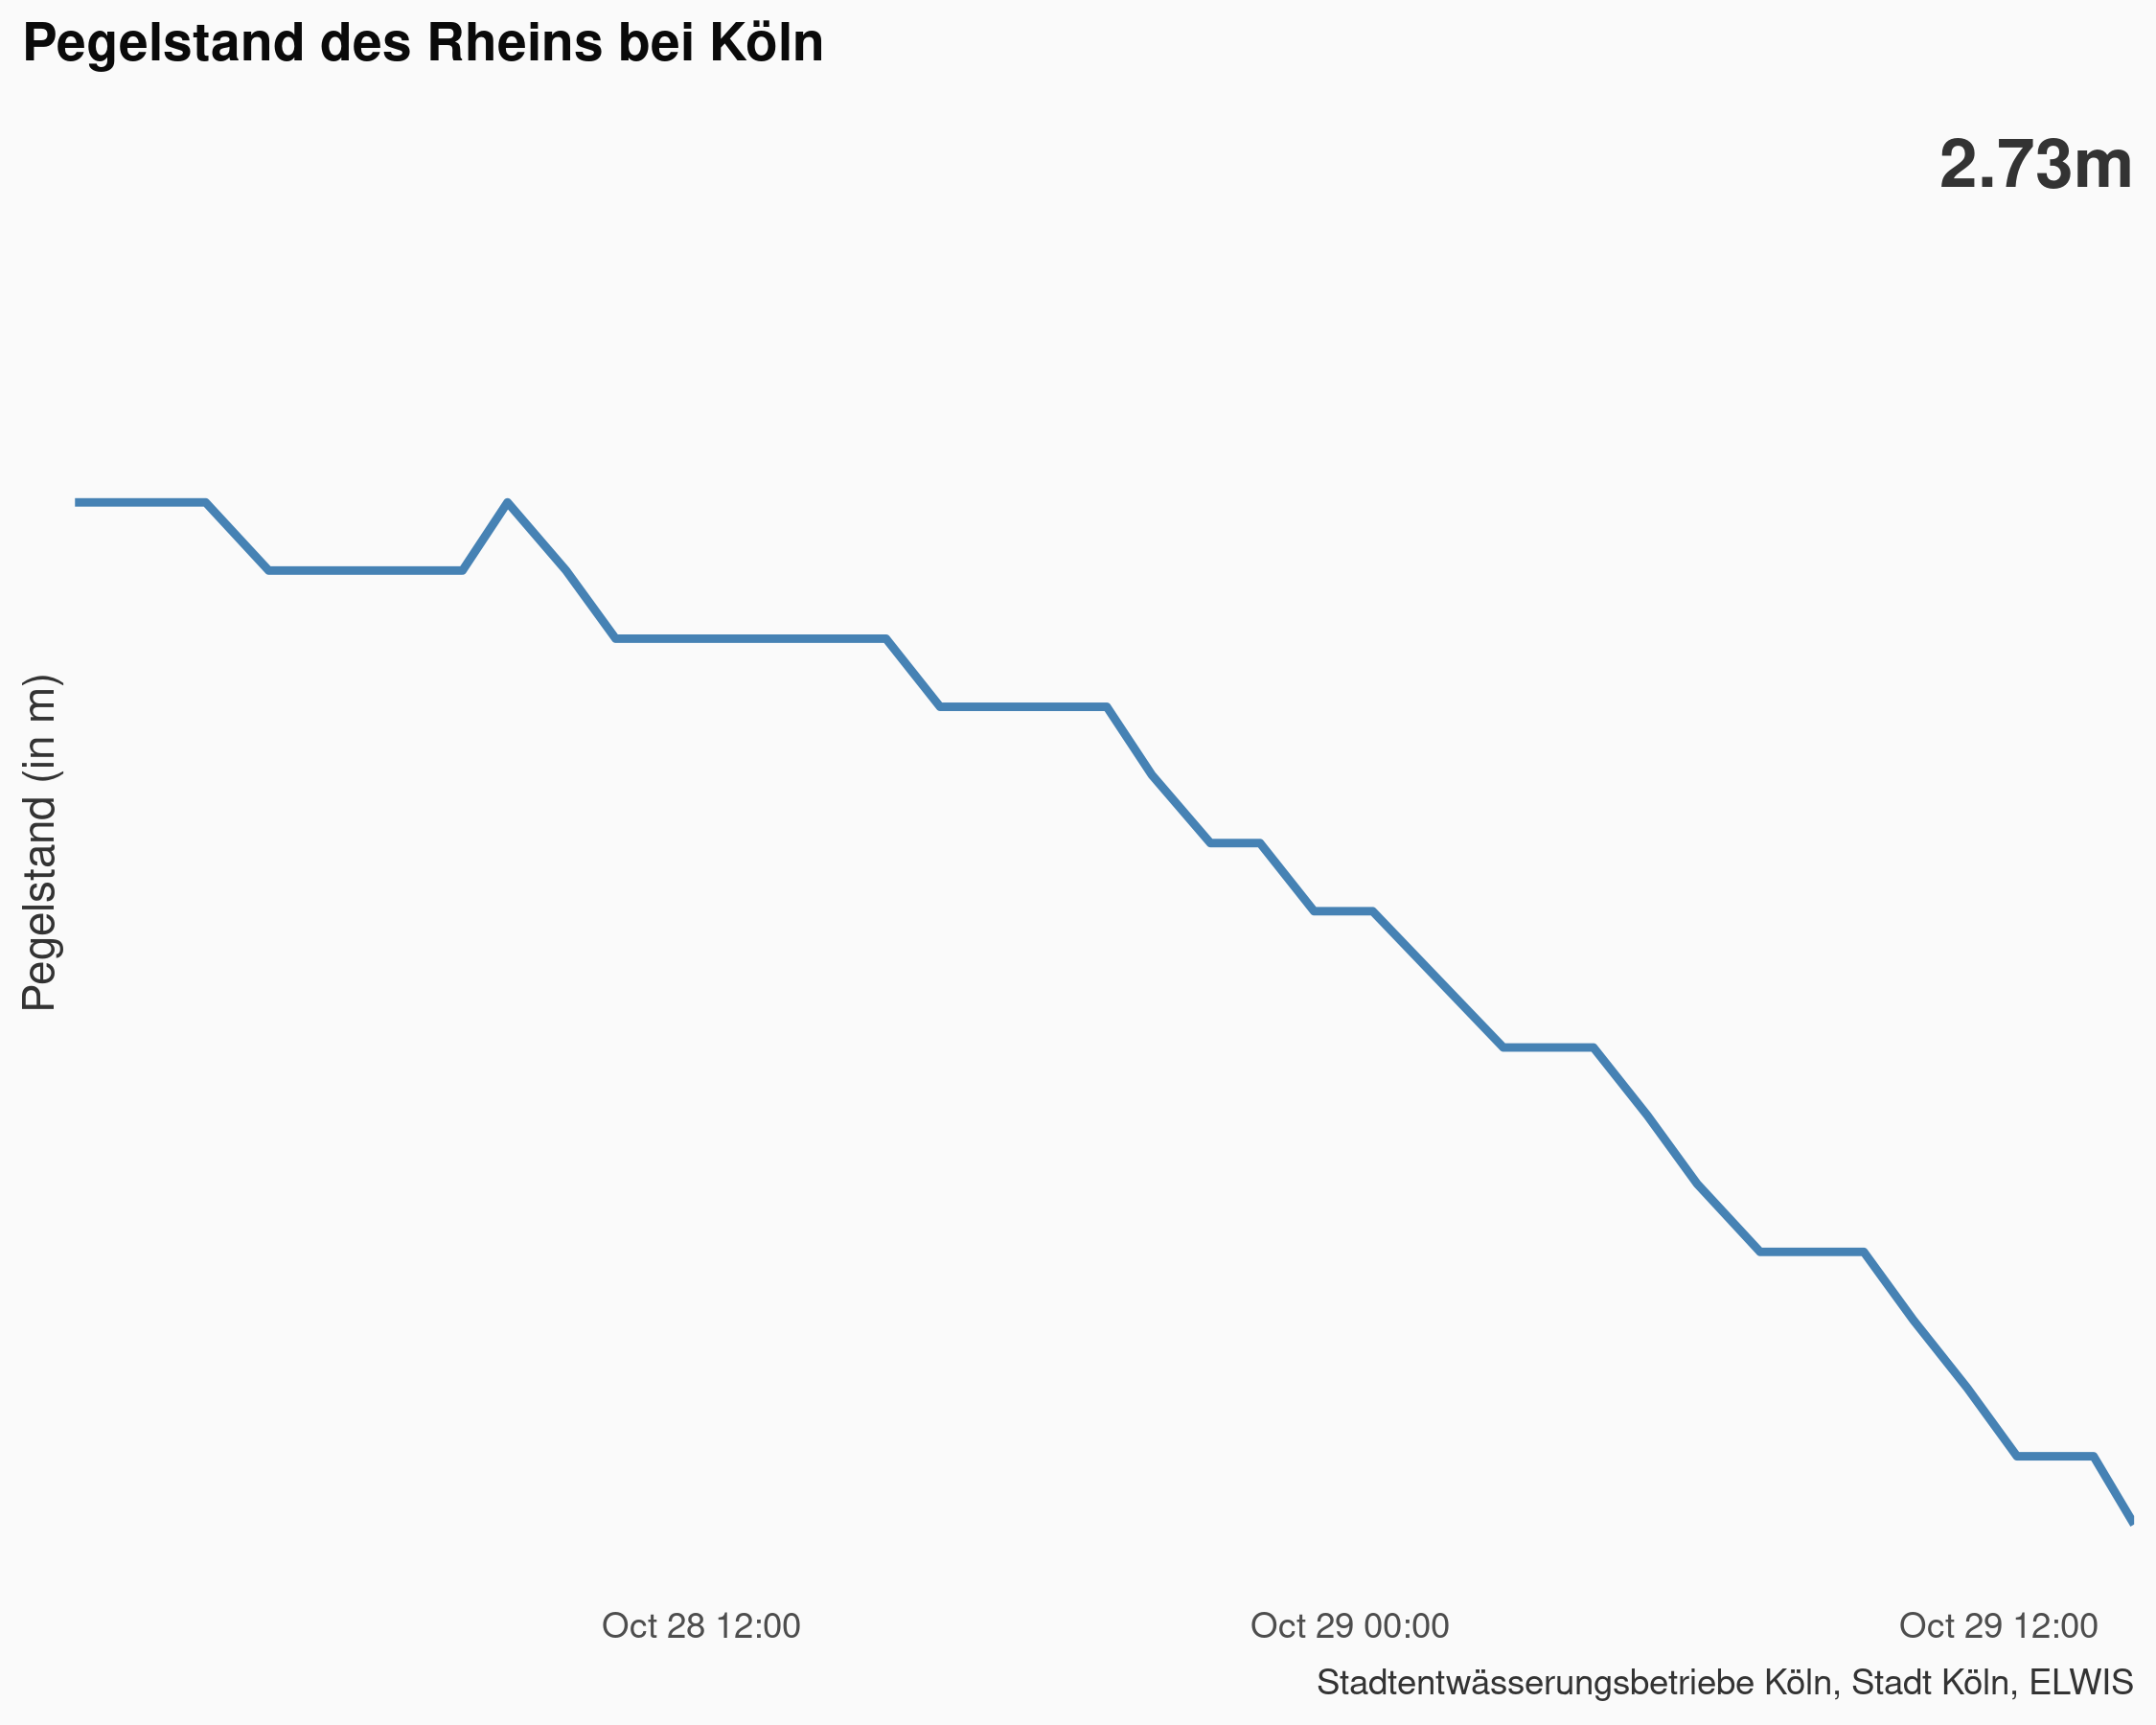 Pegelstand des Rheins bei Köln
2.73m
Pegelstand (in m)
Oct 28 12:00
Oct 29 00:00
Oct 29 12:00
Stadtentwässerungsbetriebe Köln, Stadt Köln, ELWIS